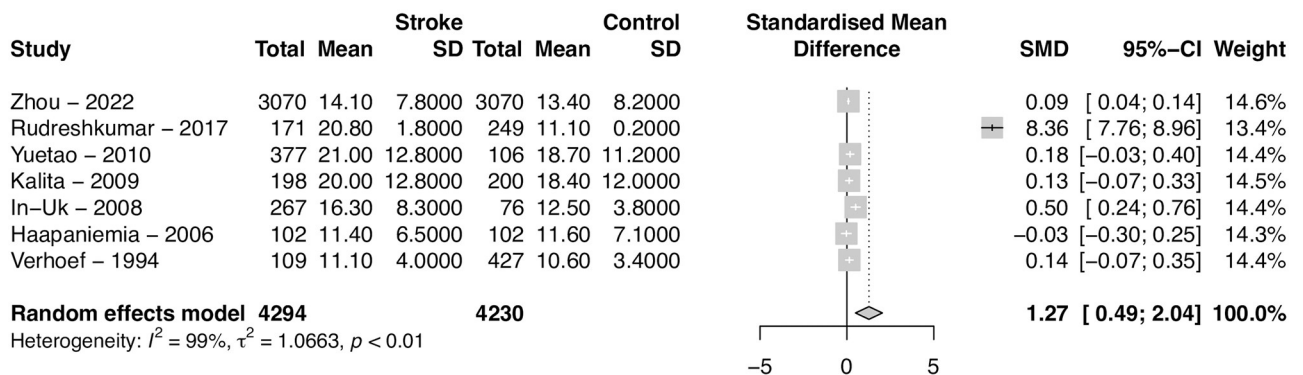 Stroke Control Standardised Mean
Study Total Mean SD Total Mean SD Difference SMD 95%−CI Weight
Zhou − 2022 3070 14.10 7.8000 3070 13.40 8.2000 0.09 [ 0.04; 0.14] 14.6%
Rudreshkumar − 2017 171 20.80 1.8000 249 11.10 0.2000 8.36 [ 7.76; 8.96] 13.4%
Yuetao − 2010 377 21.00 12.8000 106 18.70 11.2000 0.18 [−0.03; 0.40] 14.4%
Kalita − 2009 198 20.00 12.8000 200 18.40 12.0000 0.13 [−0.07; 0.33] 14.5%
In−Uk − 2008 267 16.30 8.3000 76 12.50 3.8000 0.50 [ 0.24; 0.76] 14.4%
Haapaniemia − 2006 102 11.40 6.5000 102 11.60 7.1000 −0.03 [−0.30; 0.25] 14.3%
Verhoef − 1994 109 11.10 4.0000 427 10.60 3.4000 0.14 [−0.07; 0.35] 14.4%
Random effects model 4294 4230 1.27 [ 0.49; 2.04] 100.0%
Heterogeneity: I² = 99%, τ² = 1.0663, p < 0.01
−5 0 5